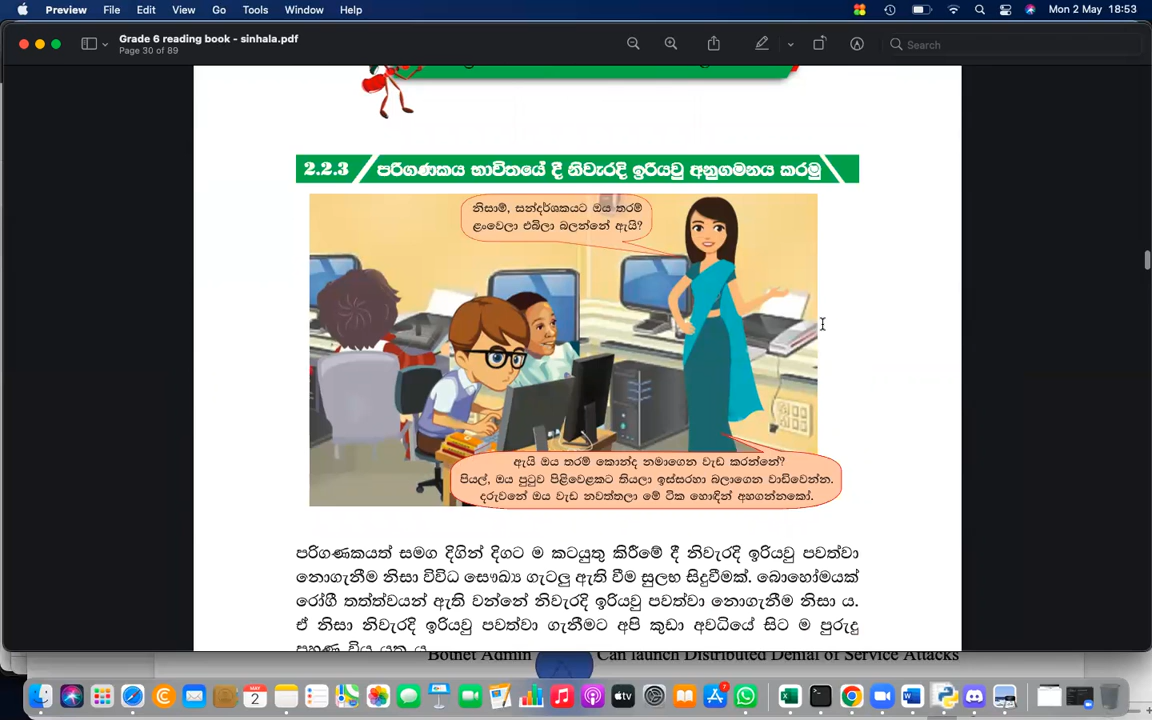 Preview File Edit View Go Tools Window Help Mon 2 May 18:53
Grade 6 reading book - sinhala.pdf
Page 30 of 89
Search
2.2.3 පරිගණකය භාවිතයේ දී නිවැරදි ඉරියවු අනුගමනය කරමු
නිසාම්, සන්දර්ශකයට ඔය තරම්
ළංවෙලා එබිලා බලන්නේ ඇයි?
ඇයි ඔය තරම් කොන්ද නමාගෙන වැඩ කරන්නේ?
පියල්, ඔය පුටුව පිළිවෙළකට තියලා ඉස්සරහා බලාගෙන වාඩිවෙන්න.
දරුවනේ ඔය වැඩ නවත්තලා මේ ටික හොඳින් අහගන්නකෝ.
පරිගණකයත් සමග දිගින් දිගට ම කටයුතු කිරීමේ දී නිවැරදි ඉරියවු පවත්වා
නොගැනීම නිසා විවිධ සෞඛ්‍ය ගැටලු ඇති වීම සුලභ සිදුවීමක්. බොහෝමයක්
රෝගී තත්ත්වයන් ඇති වන්නේ නිවැරදි ඉරියවු පවත්වා නොගැනීම නිසා ය.
ඒ නිසා නිවැරදි ඉරියවු පවත්වා ගැනීමට අපි කුඩා අවධියේ සිට ම පුරුදු
Botnet Admin Can launch Distributed Denial of Service Attacks